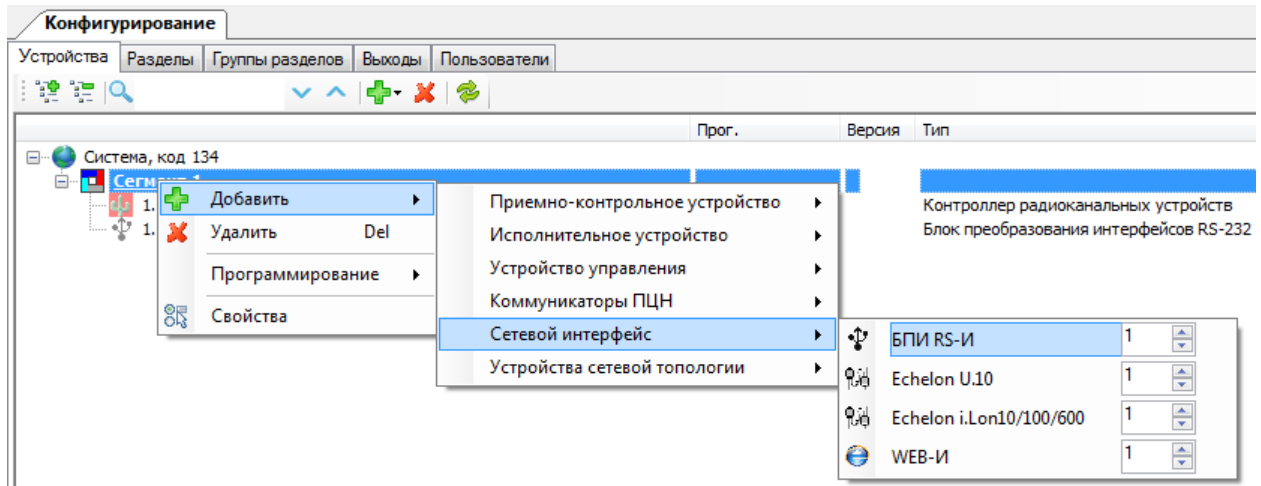 Конфигурирование
Устройства Разделы Группы разделов Выходы Пользователи
Прог. Версия Тип
Система, код 134
1. Контроллер радиоканальных устройств
1. Блок преобразования интерфейсов RS-232
Добавить
Удалить Del
Программирование
Свойства
Приемно-контрольное устройство
Исполнительное устройство
Устройство управления
Коммуникаторы ПЦН
Сетевой интерфейс
Устройства сетевой топологии
БПИ RS-И 1
Echelon U.10 1
Echelon i.Lon10/100/600 1
WEB-И 1